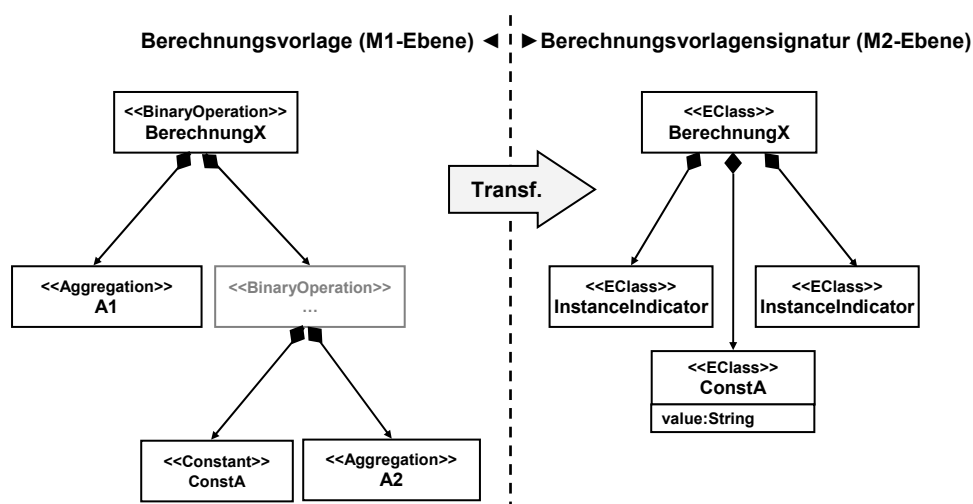 Berechnungsvorlage (M1-Ebene) ◄ ► Berechnungsvorlagensignatur (M2-Ebene)
<<BinaryOperation>>
BerechnungX
<<EClass>>
BerechnungX
Transf.
<<Aggregation>>
A1
<<BinaryOperation>>
...
<<EClass>>
InstanceIndicator
<<EClass>>
InstanceIndicator
<<EClass>>
ConstA
value:String
<<Constant>>
ConstA
<<Aggregation>>
A2